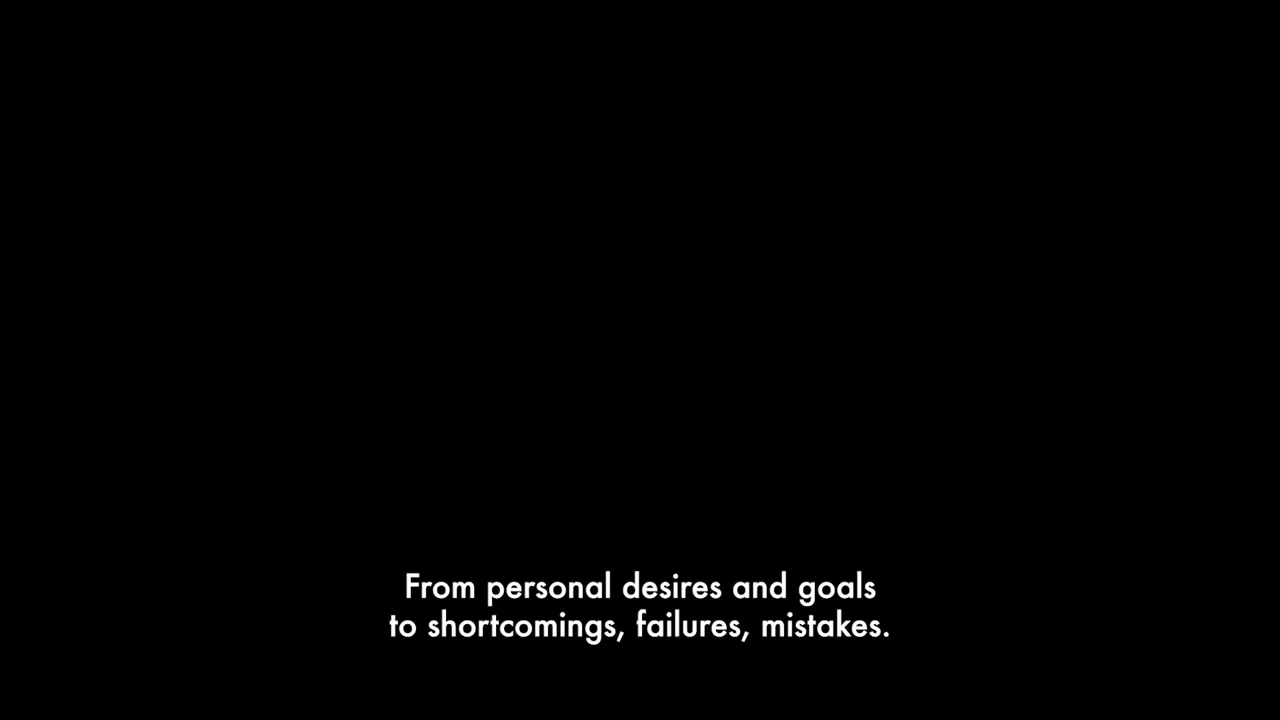 From personal desires and goals
to shortcomings, failures, mistakes.